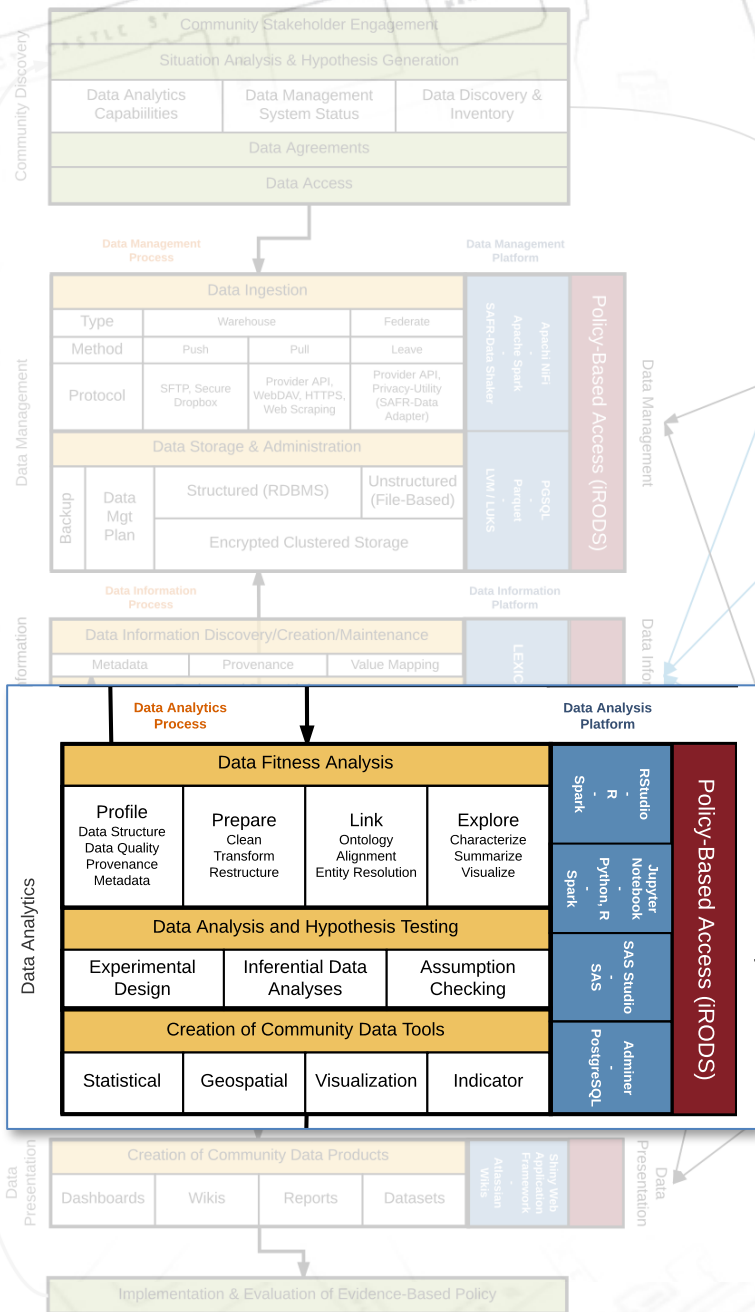 CASTLE ST
Community Stakeholder Engagement
Situation Analysis & Hypothesis Generation
Community Discovery
Data Analytics
Capabiilities
Data Management
System Status
Data Discovery &
Inventory
Data Agreements
Data Access
Data Management
Process
Data Management
Platform
Data Management
Data Ingestion
Type
Warehouse
Federate
Method
Push
Pull
Leave
Protocol
SFTP, Secure
Dropbox
Provider API,
WebDAV, HTTPS,
Web Scraping
Provider API,
Privacy-Utility
(SAFR-Data
Adapter)
Apachi NiFi
-
Apache Spark
-
SAFR-Data Shaker
Policy-Based Access (iRODS)
Data Management
Data Storage & Administration
Backup
Data
Mgt
Plan
Structured (RDBMS)
Unstructured
(File-Based)
Encrypted Clustered Storage
PGSQL
-
Parquet
-
LVM / LUKS
Data Information
Process
Data Information
Platform
nformation
Data Information Discovery/Creation/Maintenance
Metadata
Provenance
Value Mapping
LEXIC
Data Infor
Data Analytics
Process
Data Analysis
Platform
Data Analytics
Data Fitness Analysis
Profile
Data Structure
Data Quality
Provenance
Metadata
Prepare
Clean
Transform
Restructure
Link
Ontology
Alignment
Entity Resolution
Explore
Characterize
Summarize
Visualize
RStudio
-
R
-
Spark
Jupyter
Notebook
-
Python, R
-
Spark
Policy-Based Access (iRODS)
Data Analysis and Hypothesis Testing
Experimental
Design
Inferential Data
Analyses
Assumption
Checking
SAS Studio
-
SAS
Creation of Community Data Tools
Statistical
Geospatial
Visualization
Indicator
Adminer
-
PostgreSQL
Data
Presentation
Creation of Community Data Products
Dashboards
Wikis
Reports
Datasets
Shiny Web
Application
Framework
-
Atlassian
Wikis
Data
Presentation
Implementation & Evaluation of Evidence-Based Policy